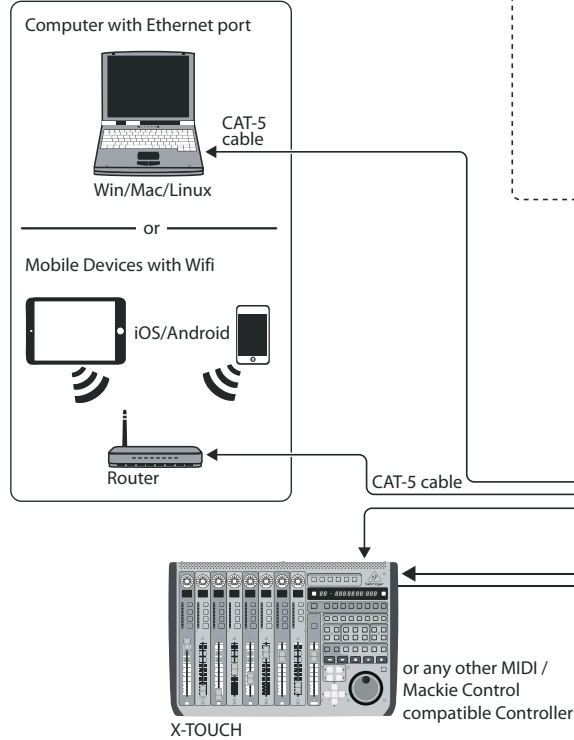 Computer with Ethernet port
CAT-5
cable
Win/Mac/Linux
or
Mobile Devices with Wifi
iOS/Android
Router
CAT-5 cable
behringer
or any other MIDI /
Mackie Control
compatible Controller
X-TOUCH